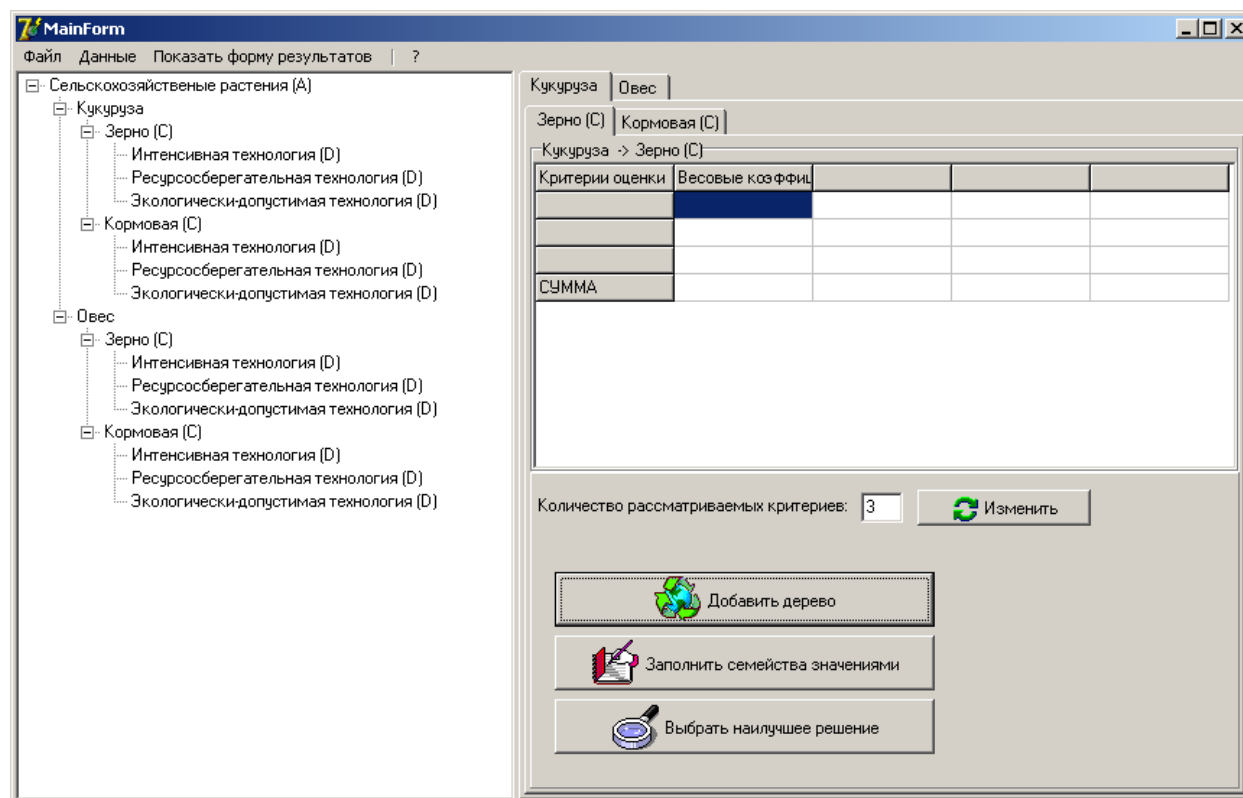 MainForm
Файл Данные Показать форму результатов ?
Сельскохозяйственые растения (A)
Кукуруза
Зерно (C)
Интенсивная технология (D)
Ресурсосберегательная технология (D)
Экологически-допустимая технология (D)
Кормовая (C)
Интенсивная технология (D)
Ресурсосберегательная технология (D)
Экологически-допустимая технология (D)
Овес
Зерно (C)
Интенсивная технология (D)
Ресурсосберегательная технология (D)
Экологически-допустимая технология (D)
Кормовая (C)
Интенсивная технология (D)
Ресурсосберегательная технология (D)
Экологически-допустимая технология (D)
Кукуруза Овес
Зерно (C) Кормовая (C)
Кукуруза -> Зерно (C)
Критерии оценки Весовые коэффиц
СУММА
Количество рассматриваемых критериев: 3 Изменить
Добавить дерево
Заполнить семейства значениями
Выбрать наилучшее решение